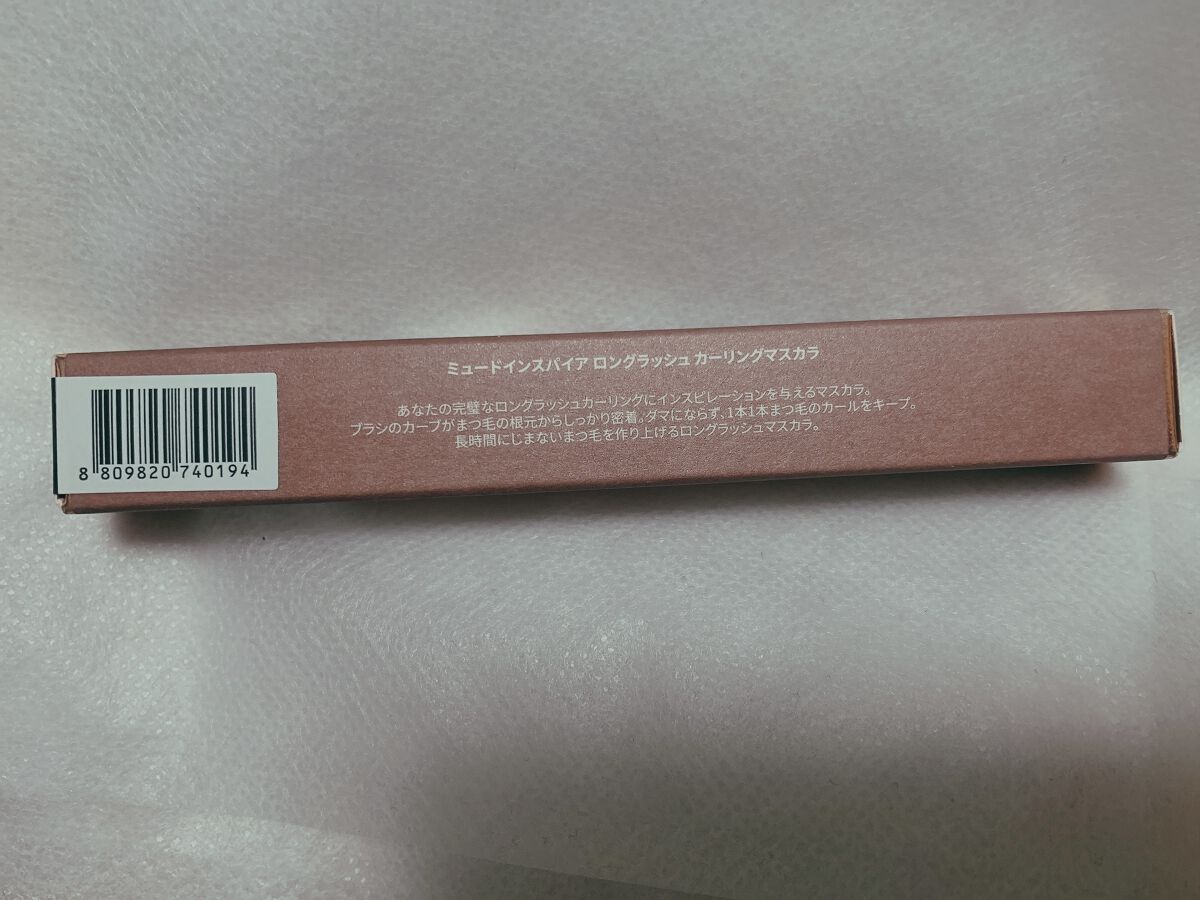 ミュードインスパイア ロングラッシュ カーリングマスカラ
あなたの完璧なロングラッシュカーリングにインスピレーションを与えるマスカラ。
ブラシのカーブがまつ毛の根元からしっかり密着。ダマにならず、1本1本まつ毛のカールをキープ。
長時間にじまないまつ毛を作り上げるロングラッシュマスカラ。
8 809820 740194